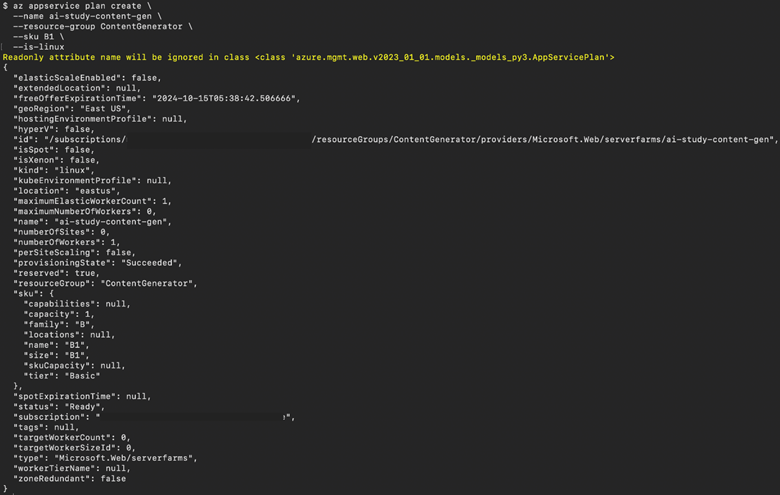 $ az appservice plan create \
  --name ai-study-content-gen \
  --resource-group ContentGenerator \
  --sku B1 \
  --is-linux
Readonly attribute name will be ignored in class <class 'azure.mgmt.web.v2023_01_01.models._models_py3.AppServicePlan'>
{
  "elasticScaleEnabled": false,
  "extendedLocation": null,
  "freeOfferExpirationTime": "2024-10-15T05:38:42.506666",
  "geoRegion": "East US",
  "hostingEnvironmentProfile": null,
  "hyperV": false,
  "id": "/subscriptions/ /resourceGroups/ContentGenerator/providers/Microsoft.Web/serverfarms/ai-study-content-gen",
  "isSpot": false,
  "isXenon": false,
  "kind": "linux",
  "kubeEnvironmentProfile": null,
  "location": "eastus",
  "maximumElasticWorkerCount": 1,
  "maximumNumberOfWorkers": 0,
  "name": "ai-study-content-gen",
  "numberOfSites": 0,
  "numberOfWorkers": 1,
  "perSiteScaling": false,
  "provisioningState": "Succeeded",
  "reserved": true,
  "resourceGroup": "ContentGenerator",
  "sku": {
    "capabilities": null,
    "capacity": 1,
    "family": "B",
    "locations": null,
    "name": "B1",
    "size": "B1",
    "skuCapacity": null,
    "tier": "Basic"
  },
  "spotExpirationTime": null,
  "status": "Ready",
  "subscription": " ",
  "tags": null,
  "targetWorkerCount": 0,
  "targetWorkerSizeId": 0,
  "type": "Microsoft.Web/serverfarms",
  "workerTierName": null,
  "zoneRedundant": false
}